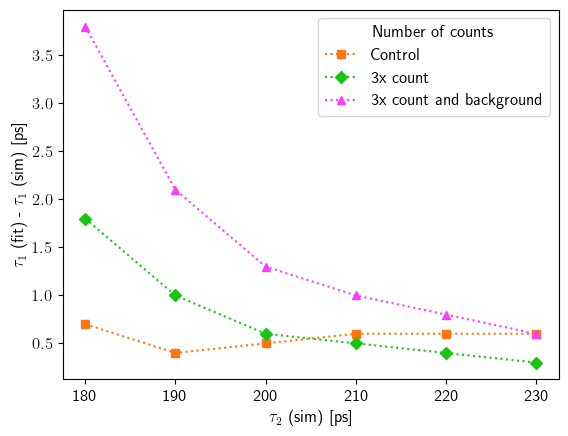 Number of counts
Control
3x count
3x count and background
3.5
3.0
2.5
2.0
1.5
1.0
0.5
τ₁ (fit) - τ₁ (sim) [ps]
180 190 200 210 220 230
τ₂ (sim) [ps]